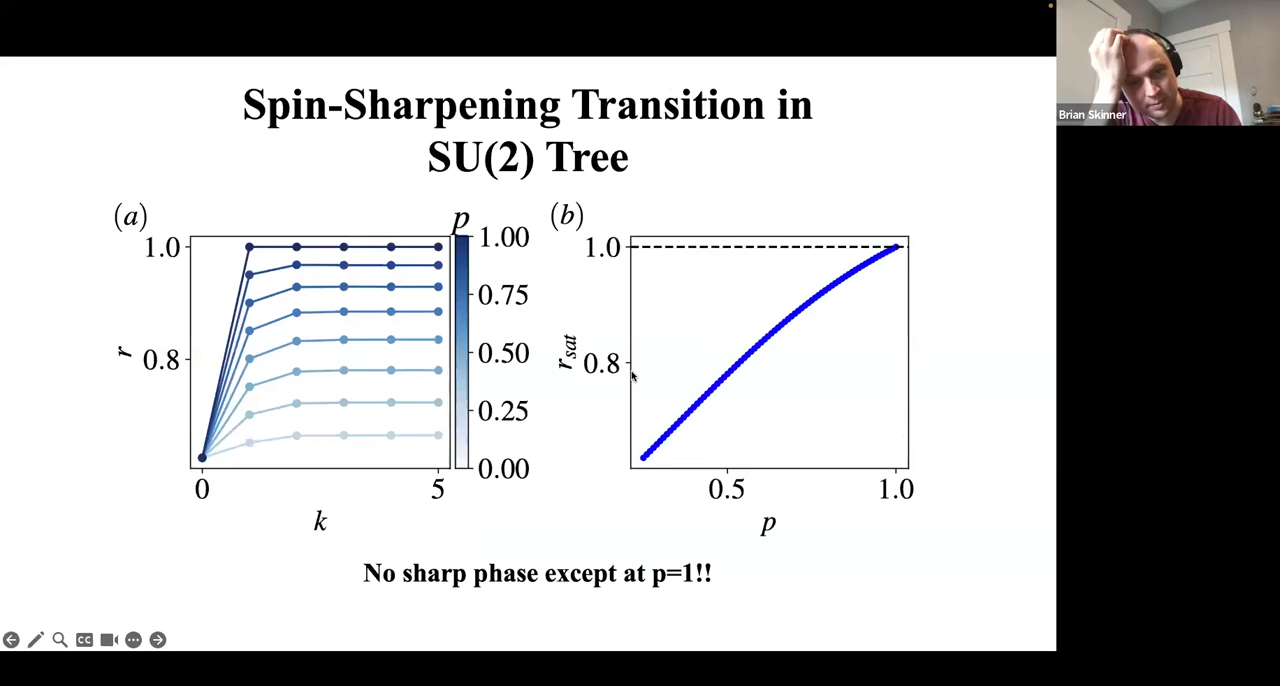 Spin-Sharpening Transition in
SU(2) Tree
Brian Skinner
(a)
p
1.00
0.75
0.50
0.25
0.00
1.0
0.8
r
0
5
k
(b)
1.0
0.8
r_sat
0.5
1.0
p
No sharp phase except at p=1!!
CC